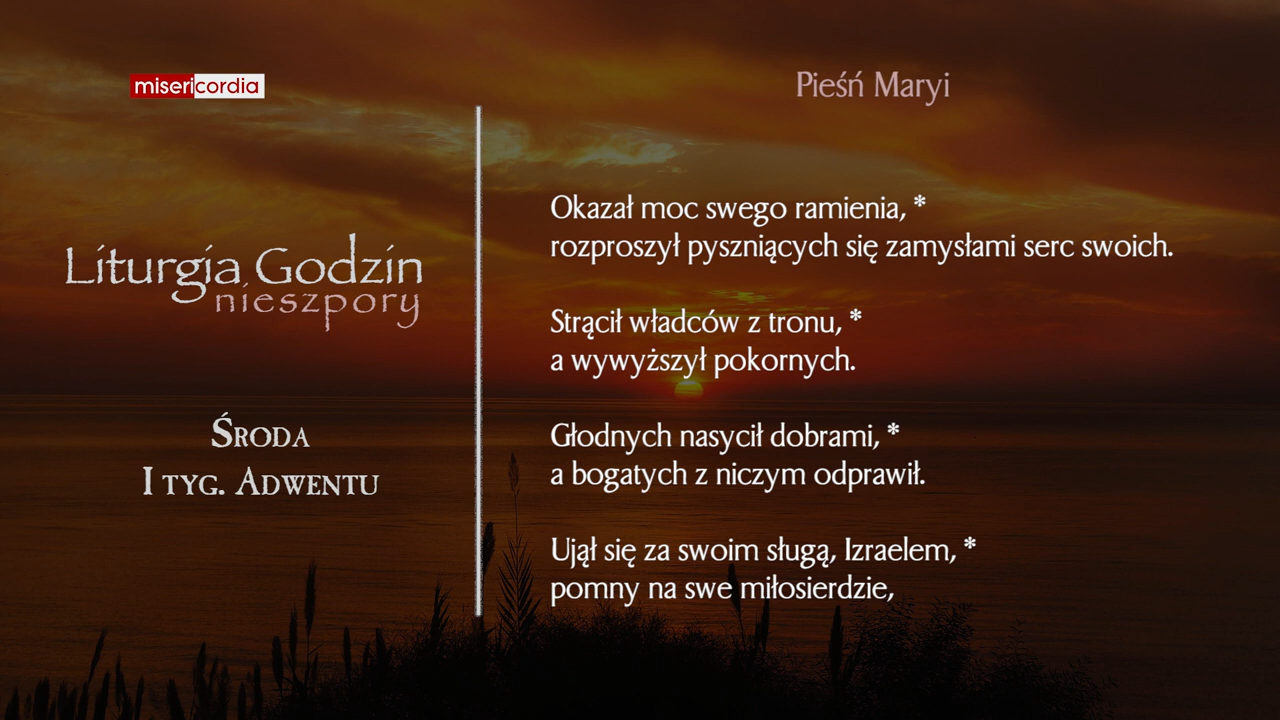 misericordia
Liturgia Godzin
nieszpory
Środa
I tyg. Adwentu
Pieśń Maryi
Okazał moc swego ramienia, *
rozproszył pyszniących się zamysłami serc swoich.
Strącił władców z tronu, *
a wywyższył pokornych.
Głodnych nasycił dobrami, *
a bogatych z niczym odprawił.
Ujął się za swoim sługą, Izraelem, *
pomny na swe miłosierdzie,